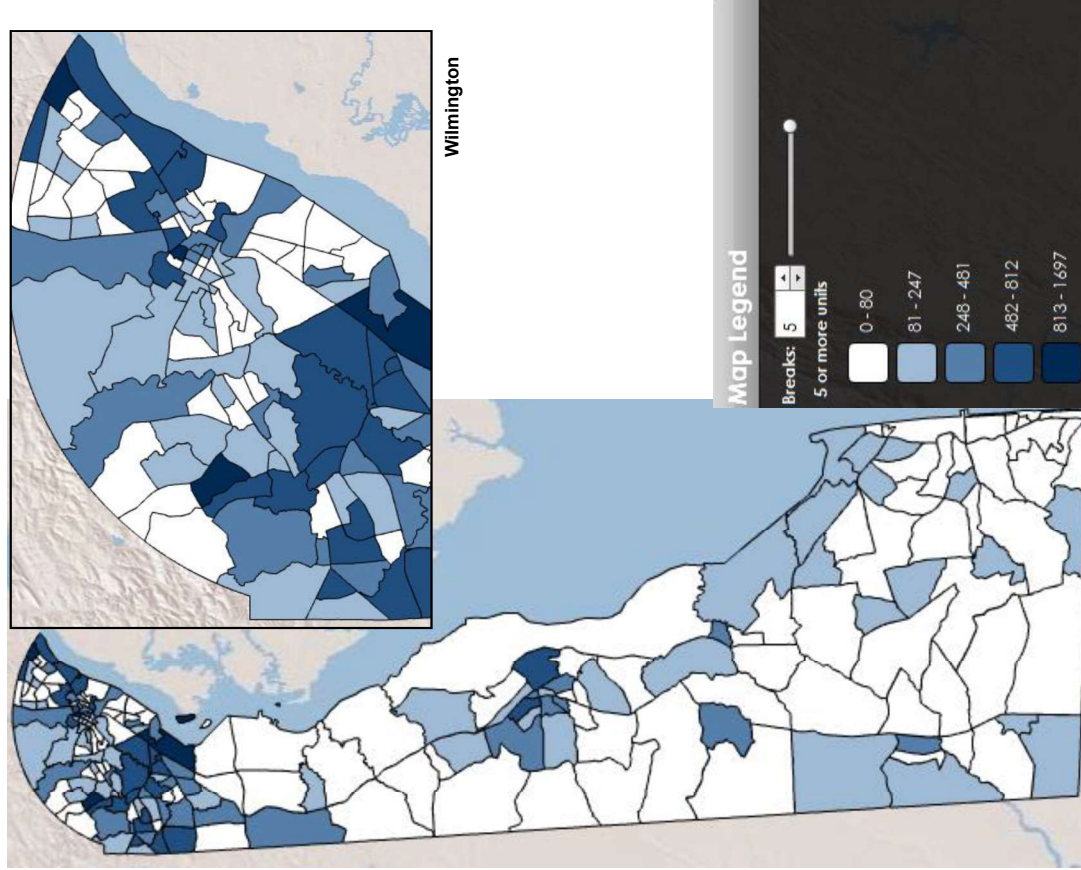 Wilmington
Map Legend
Breaks: 5
5 or more units
0 - 80
81 - 247
248 - 481
482 - 812
813 - 1697